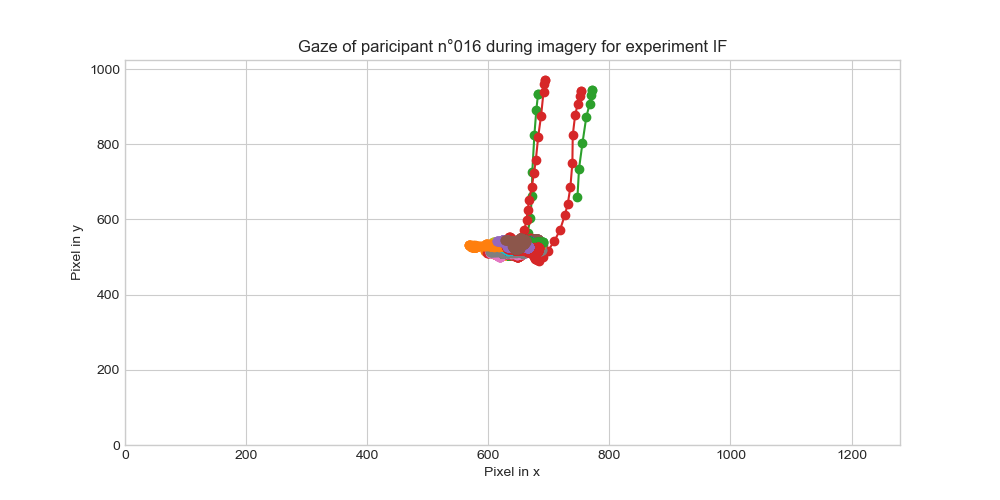 Gaze of paricipant n°016 during imagery for experiment IF
1000
800
600
400
200
0
Pixel in y
0 200 400 600 800 1000 1200
Pixel in x